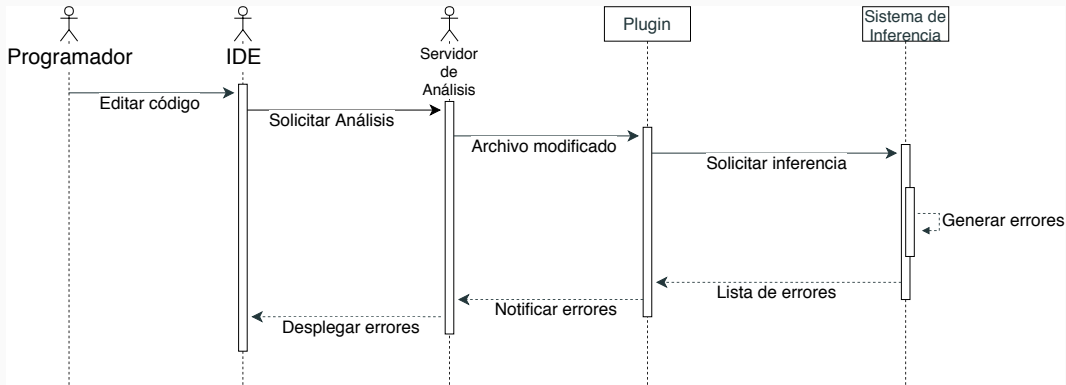 Programador
IDE
Servidor
de
Análisis
Plugin
Sistema de
Inferencia
Editar código
Solicitar Análisis
Archivo modificado
Solicitar inferencia
Generar errores
Lista de errores
Notificar errores
Desplegar errores